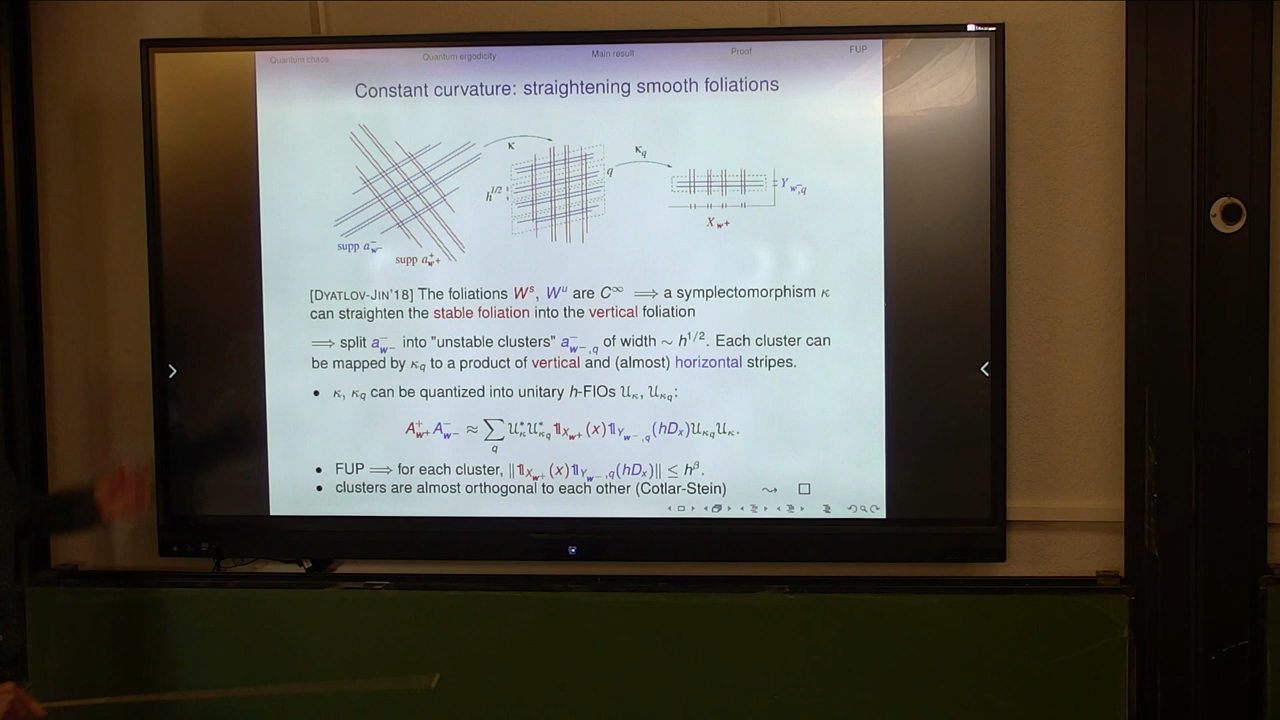 Quantum chaos Quantum ergodicity Main result Proof FUP
Constant curvature: straightening smooth foliations
κ κ_q
h^{1/2} q Y_{w^-,q}
X_{w^+}
supp a^-_{w^-}
supp a^+_{w^+}
[DYATLOV-JIN'18] The foliations W^s, W^u are C^∞ ⟹ a symplectomorphism κ
can straighten the stable foliation into the vertical foliation
⟹ split a^-_{w^-} into "unstable clusters" a^-_{w^-,q} of width ∼ h^{1/2}. Each cluster can
be mapped by κ_q to a product of vertical and (almost) horizontal stripes.
• κ, κ_q can be quantized into unitary h-FIOs 𝒰_κ, 𝒰_{κ_q}:
A^+_{w^+} A^-_{w^-} ≈ ∑_q 𝒰^*_κ 𝒰^*_{κ_q} 𝟙_{X_{w^+}}(x) 𝟙_{Y_{w^-,q}}(hD_x) 𝒰_{κ_q} 𝒰_κ.
• FUP ⟹ for each cluster, ‖𝟙_{X_{w^+}}(x) 𝟙_{Y_{w^-,q}}(hD_x)‖ ≤ h^β.
• clusters are almost orthogonal to each other (Cotlar-Stein) ⇝ □